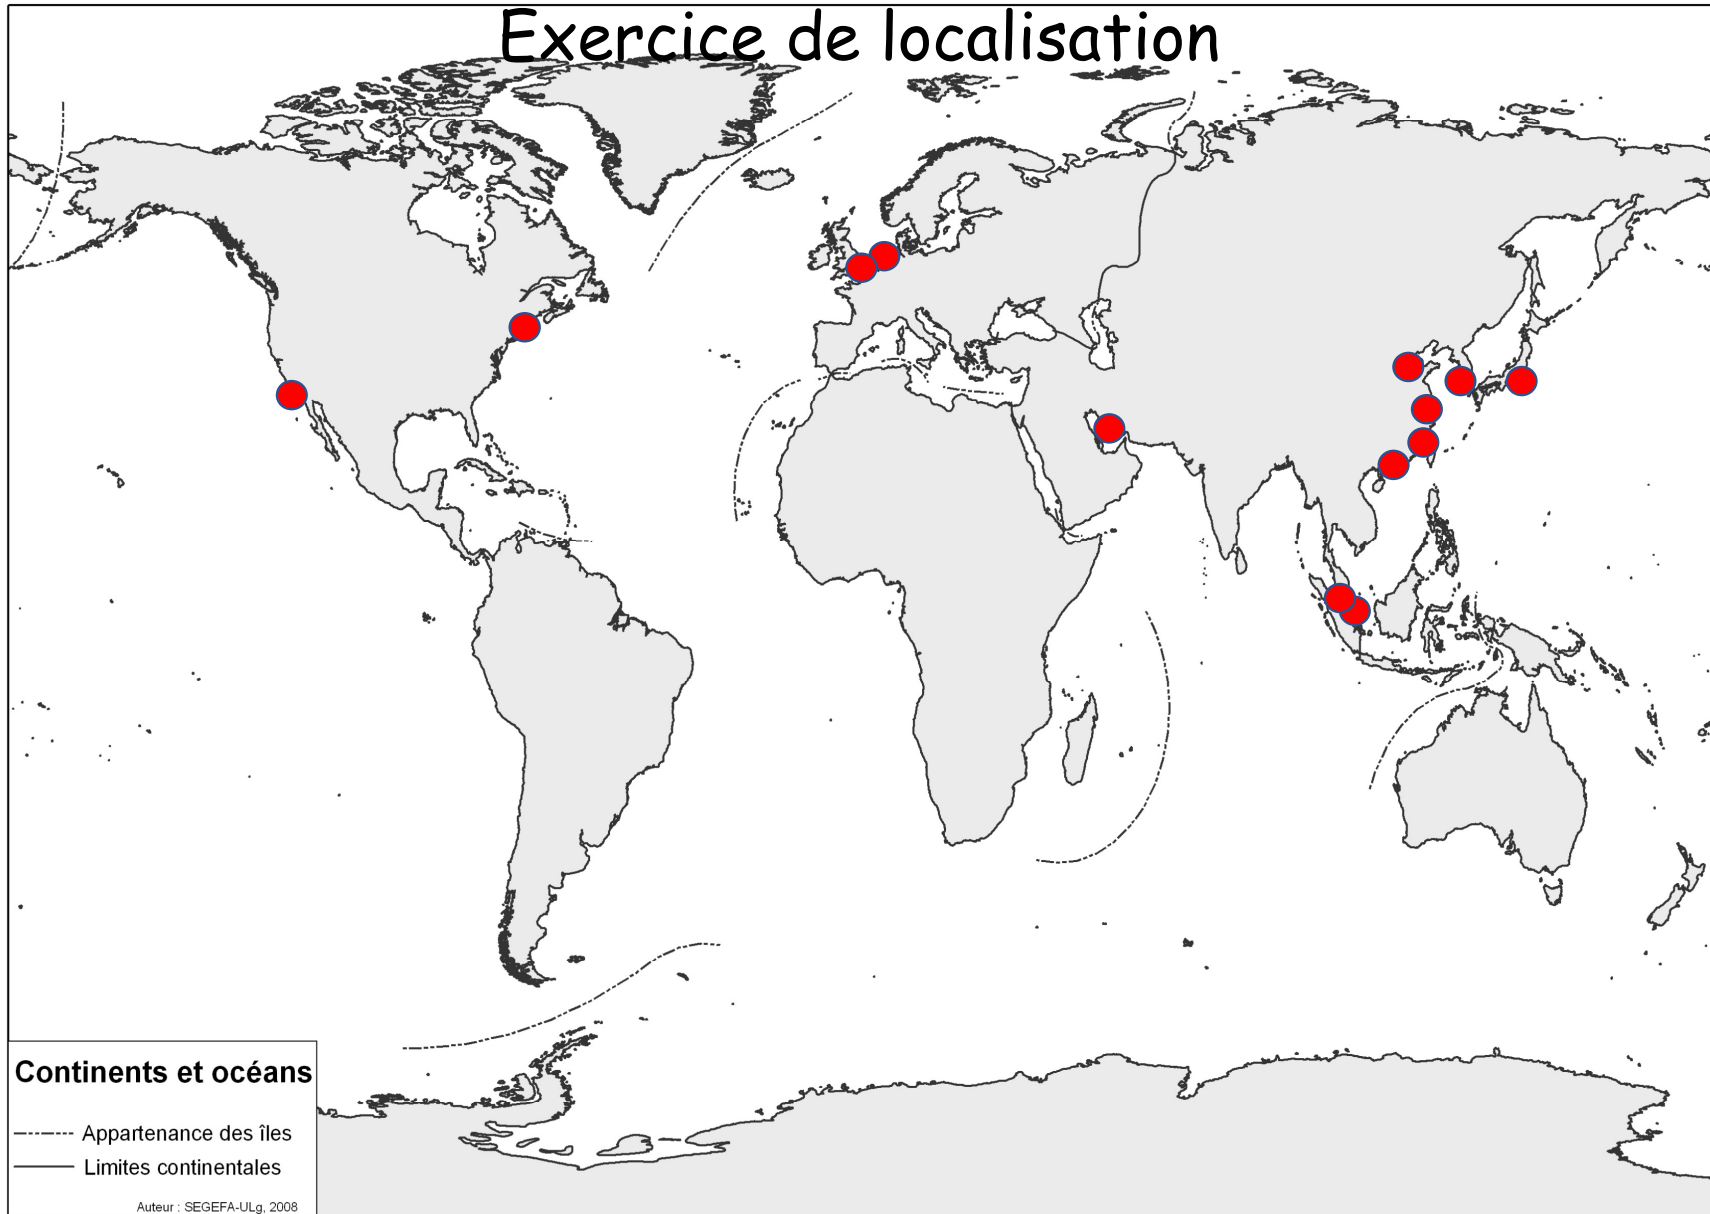 Exercice de localisation
Continents et océans
Appartenance des îles
Limites continentales
Auteur : SEGEFA-ULg, 2008